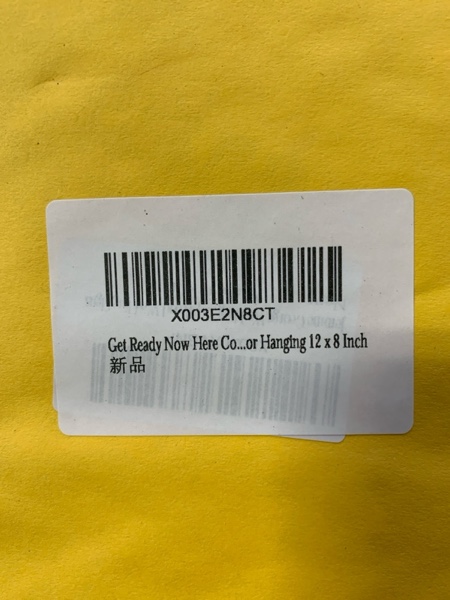 X003E2N8CT
Get Ready Now Here Co...or Hanging 12 x 8 Inch
新品